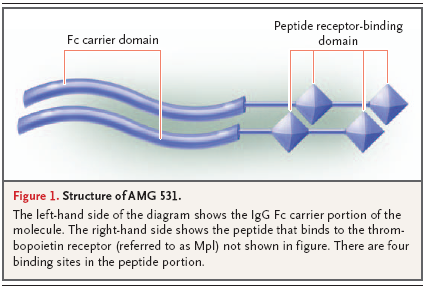 Peptide receptor-binding
domain
Fc carrier domain
Figure 1. Structure of AMG 531.
The left-hand side of the diagram shows the IgG Fc carrier portion of the
molecule. The right-hand side shows the peptide that binds to the throm-
bopoietin receptor (referred to as Mpl) not shown in figure. There are four
binding sites in the peptide portion.